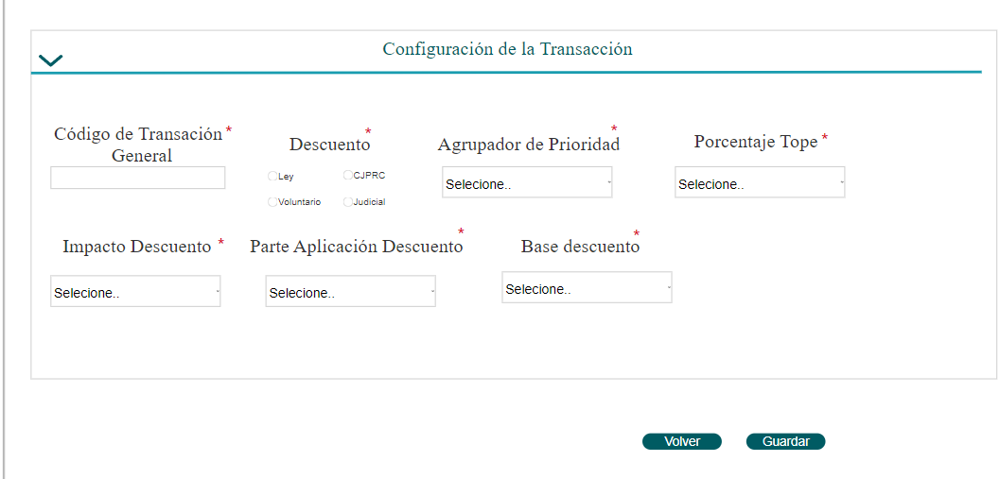 Configuración de la Transacción
Código de Transación *
General
Descuento *
Agrupador de Prioridad *
Porcentaje Tope *
Selecione..
Selecione..
Ley
CJPRC
Voluntario
Judicial
Impacto Descuento *
Parte Aplicación Descuento *
Base descuento *
Selecione..
Selecione..
Selecione..
Volver
Guardar